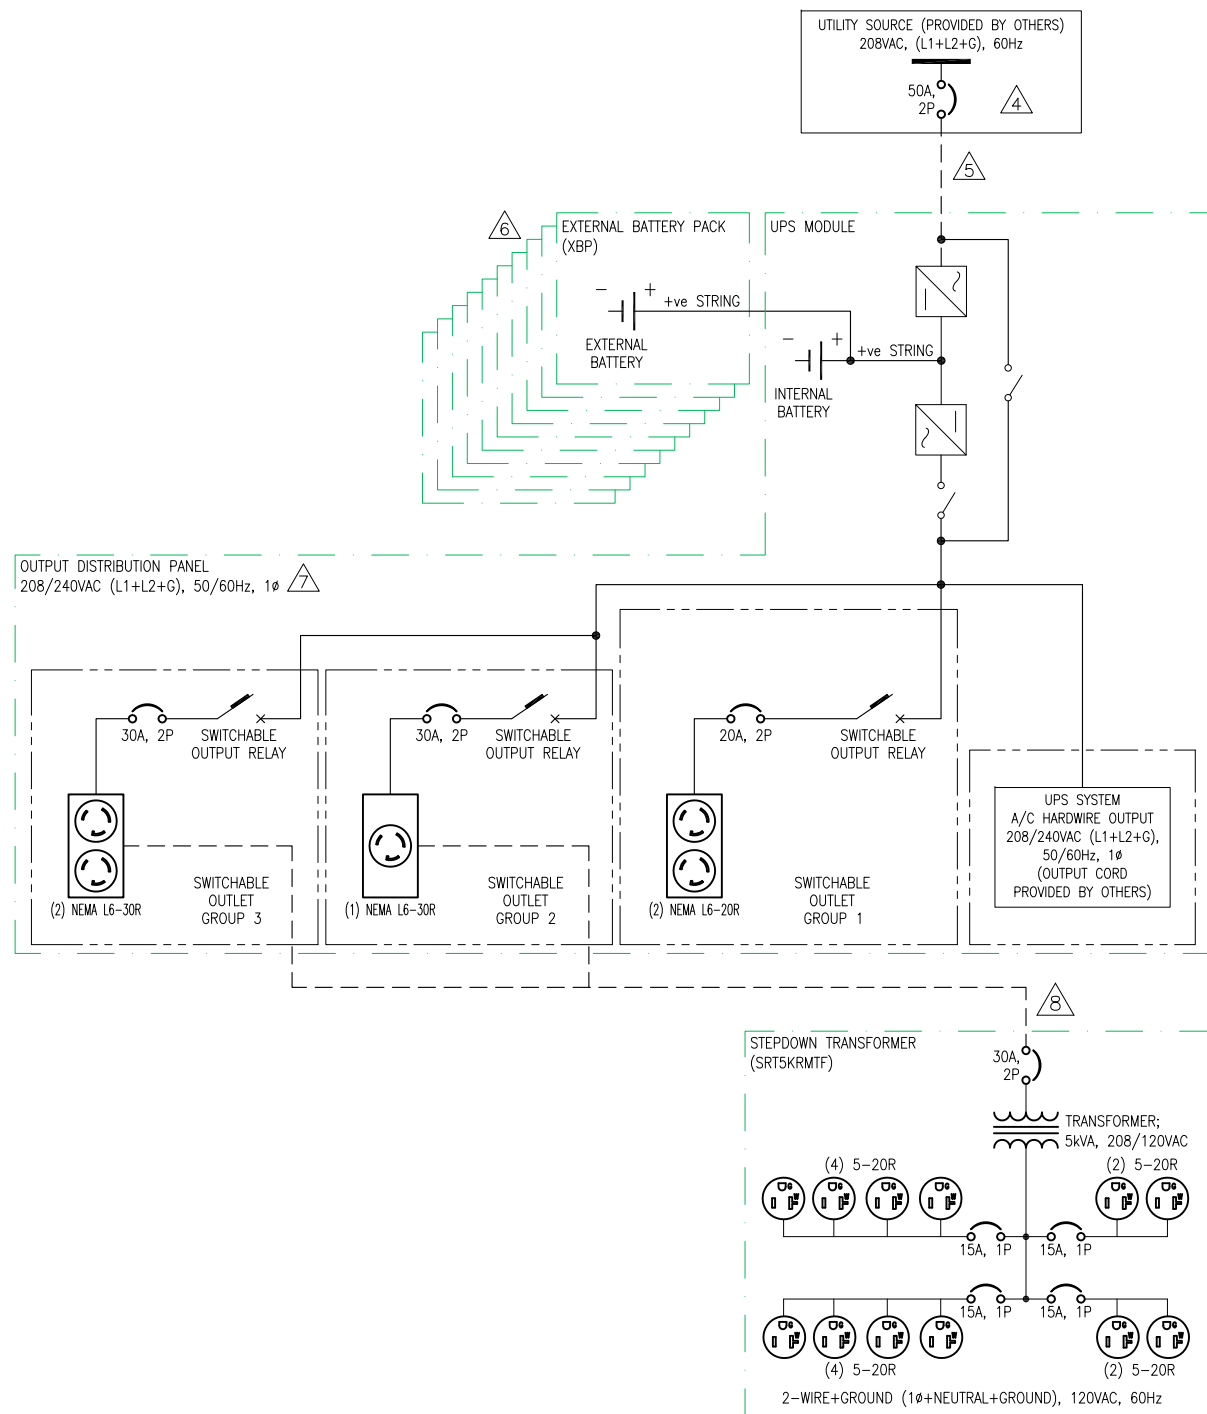 UTILITY SOURCE (PROVIDED BY OTHERS)
208VAC, (L1+L2+G), 60Hz
50A,
2P
4
5
6
EXTERNAL BATTERY PACK
(XBP)
UPS MODULE
- +
+ve STRING
EXTERNAL
BATTERY
- +
+ve STRING
INTERNAL
BATTERY
OUTPUT DISTRIBUTION PANEL
208/240VAC (L1+L2+G), 50/60Hz, 1ø
7
30A, 2P
SWITCHABLE
OUTPUT RELAY
30A, 2P
SWITCHABLE
OUTPUT RELAY
20A, 2P
SWITCHABLE
OUTPUT RELAY
(2) NEMA L6-30R
SWITCHABLE
OUTLET
GROUP 3
(1) NEMA L6-30R
SWITCHABLE
OUTLET
GROUP 2
(2) NEMA L6-20R
SWITCHABLE
OUTLET
GROUP 1
UPS SYSTEM
A/C HARDWIRE OUTPUT
208/240VAC (L1+L2+G),
50/60Hz, 1ø
(OUTPUT CORD
PROVIDED BY OTHERS)
8
STEPDOWN TRANSFORMER
(SRT5KRMTF)
30A,
2P
TRANSFORMER;
5kVA, 208/120VAC
(4) 5-20R
(2) 5-20R
G W
G W
G W
G W
G W
G W
15A, 1P
15A, 1P
15A, 1P
15A, 1P
G W
G W
G W
G W
G W
G W
(4) 5-20R
(2) 5-20R
2-WIRE+GROUND (1ø+NEUTRAL+GROUND), 120VAC, 60Hz